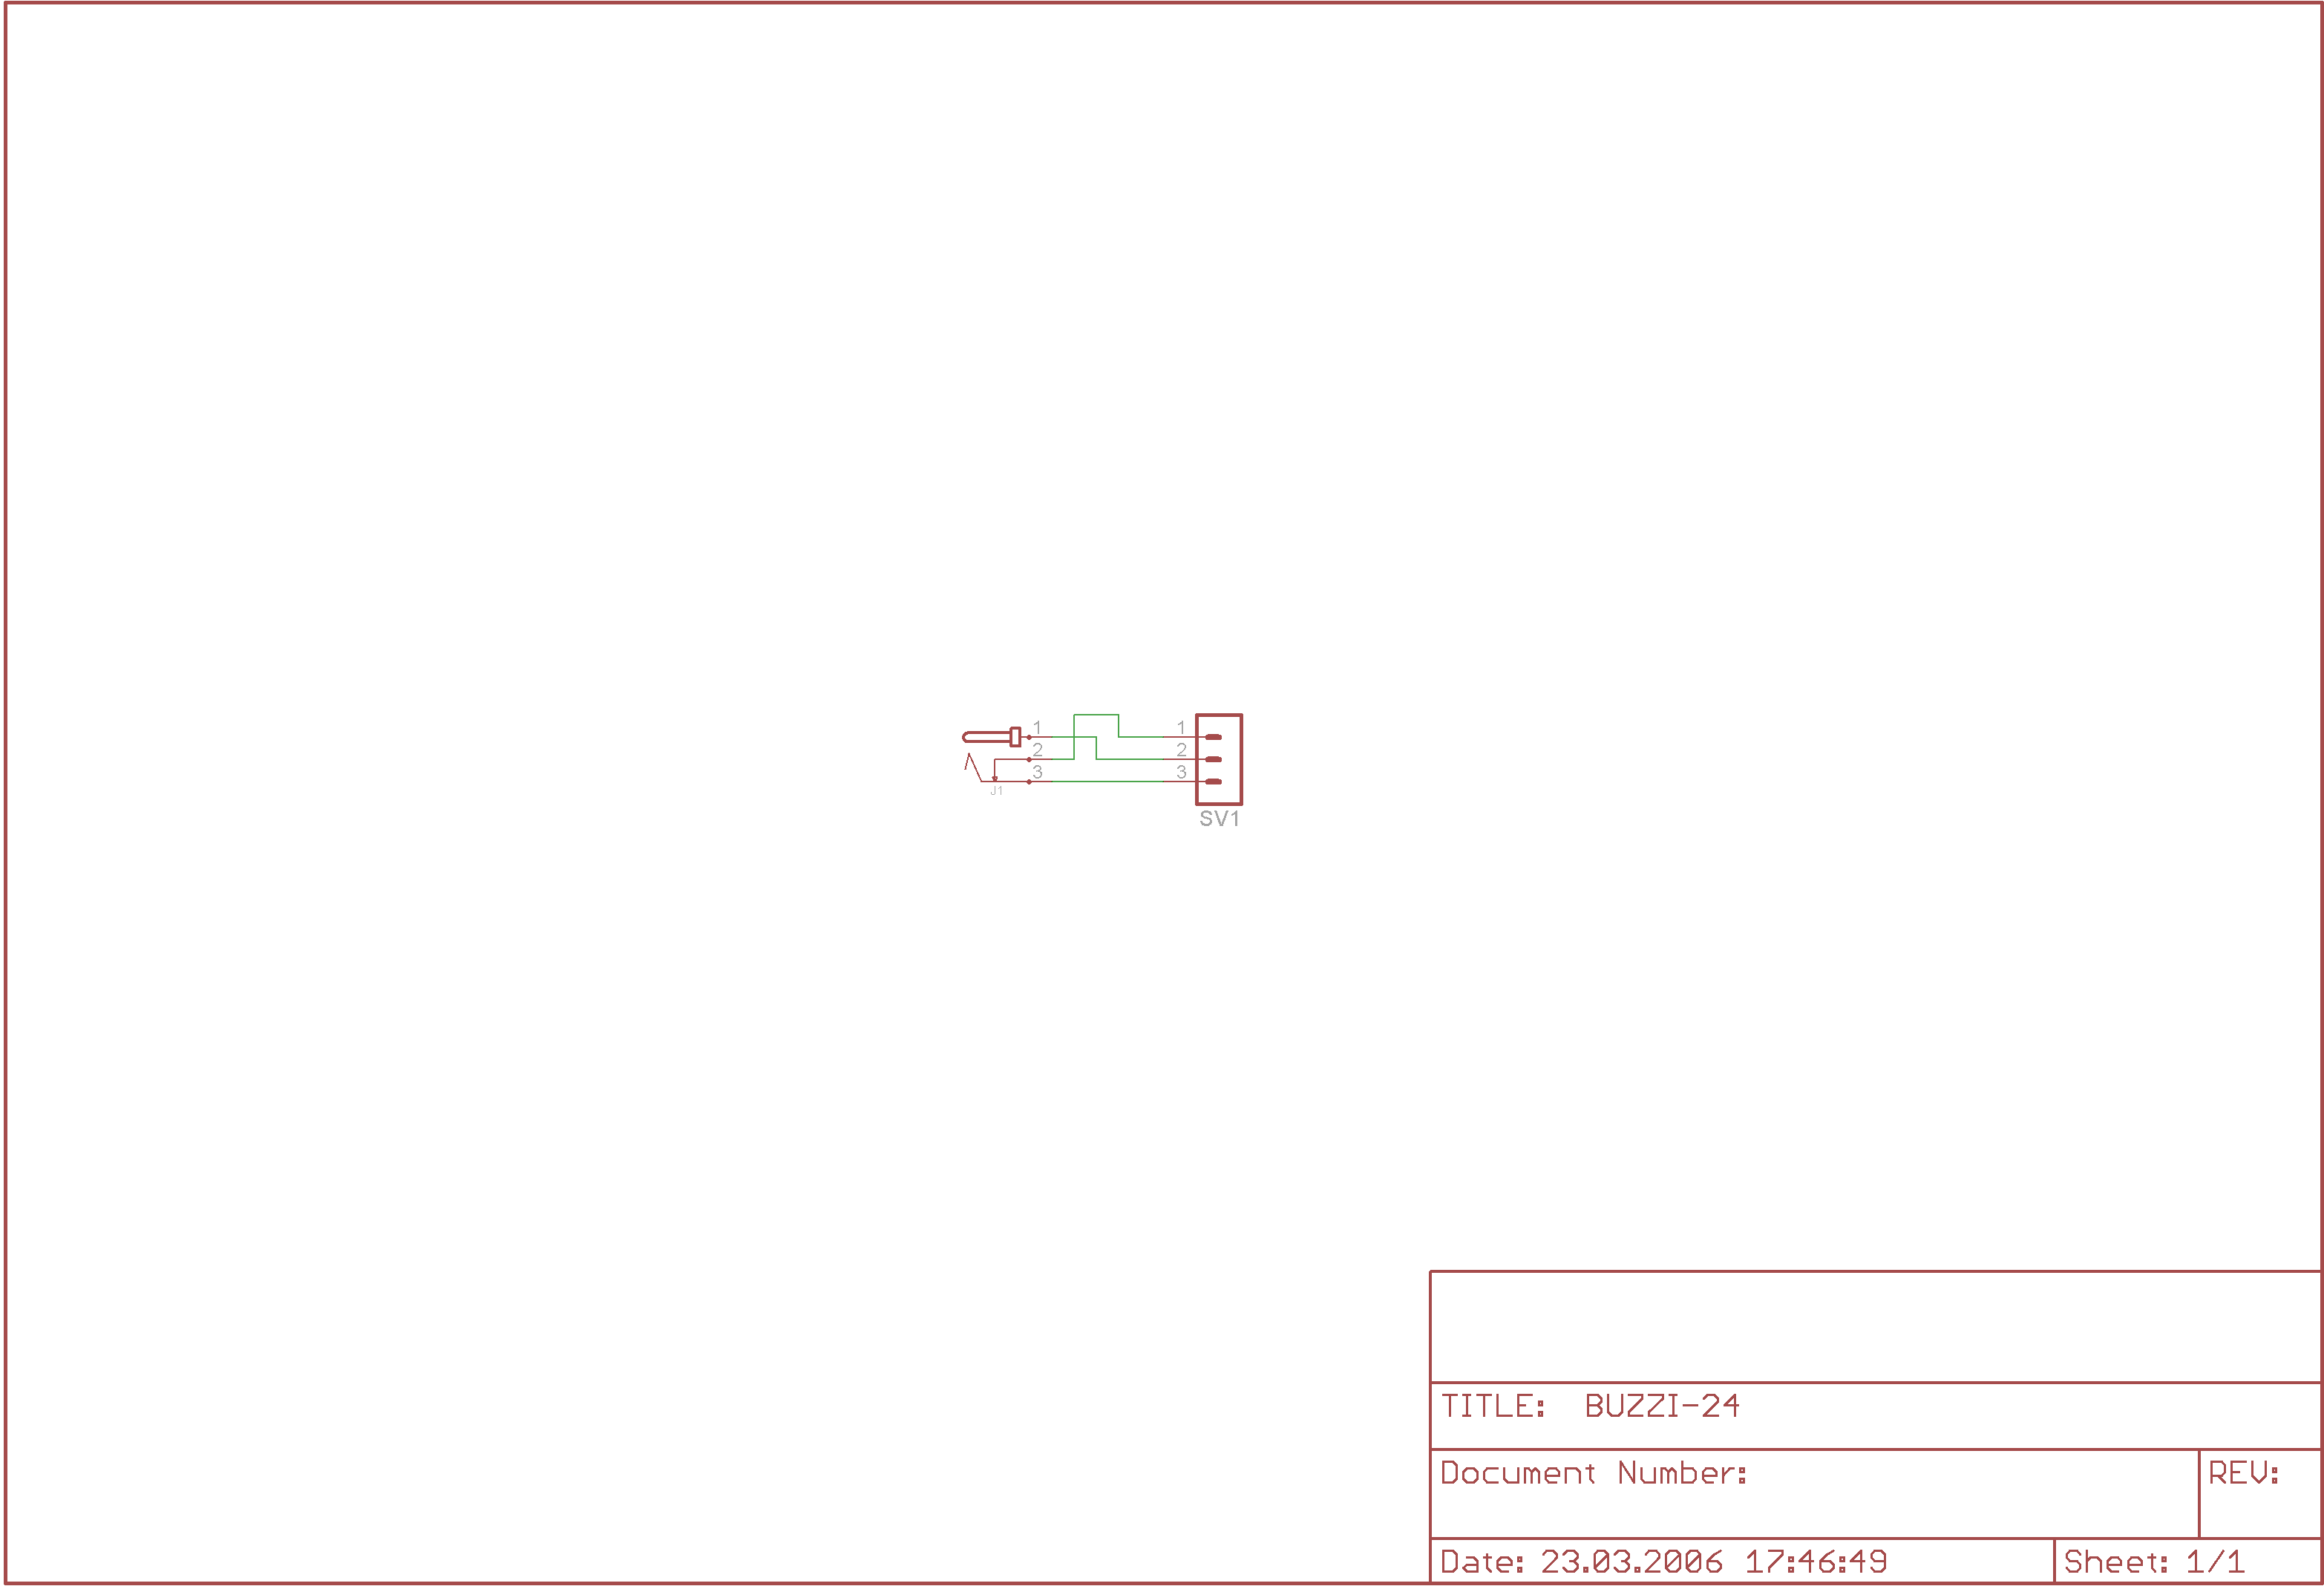 1 1
2 2
3 3
J1
SV1
TITLE: BUZZI-24
Document Number:
REV:
Date: 23.03.2006 17:46:49
Sheet: 1/1